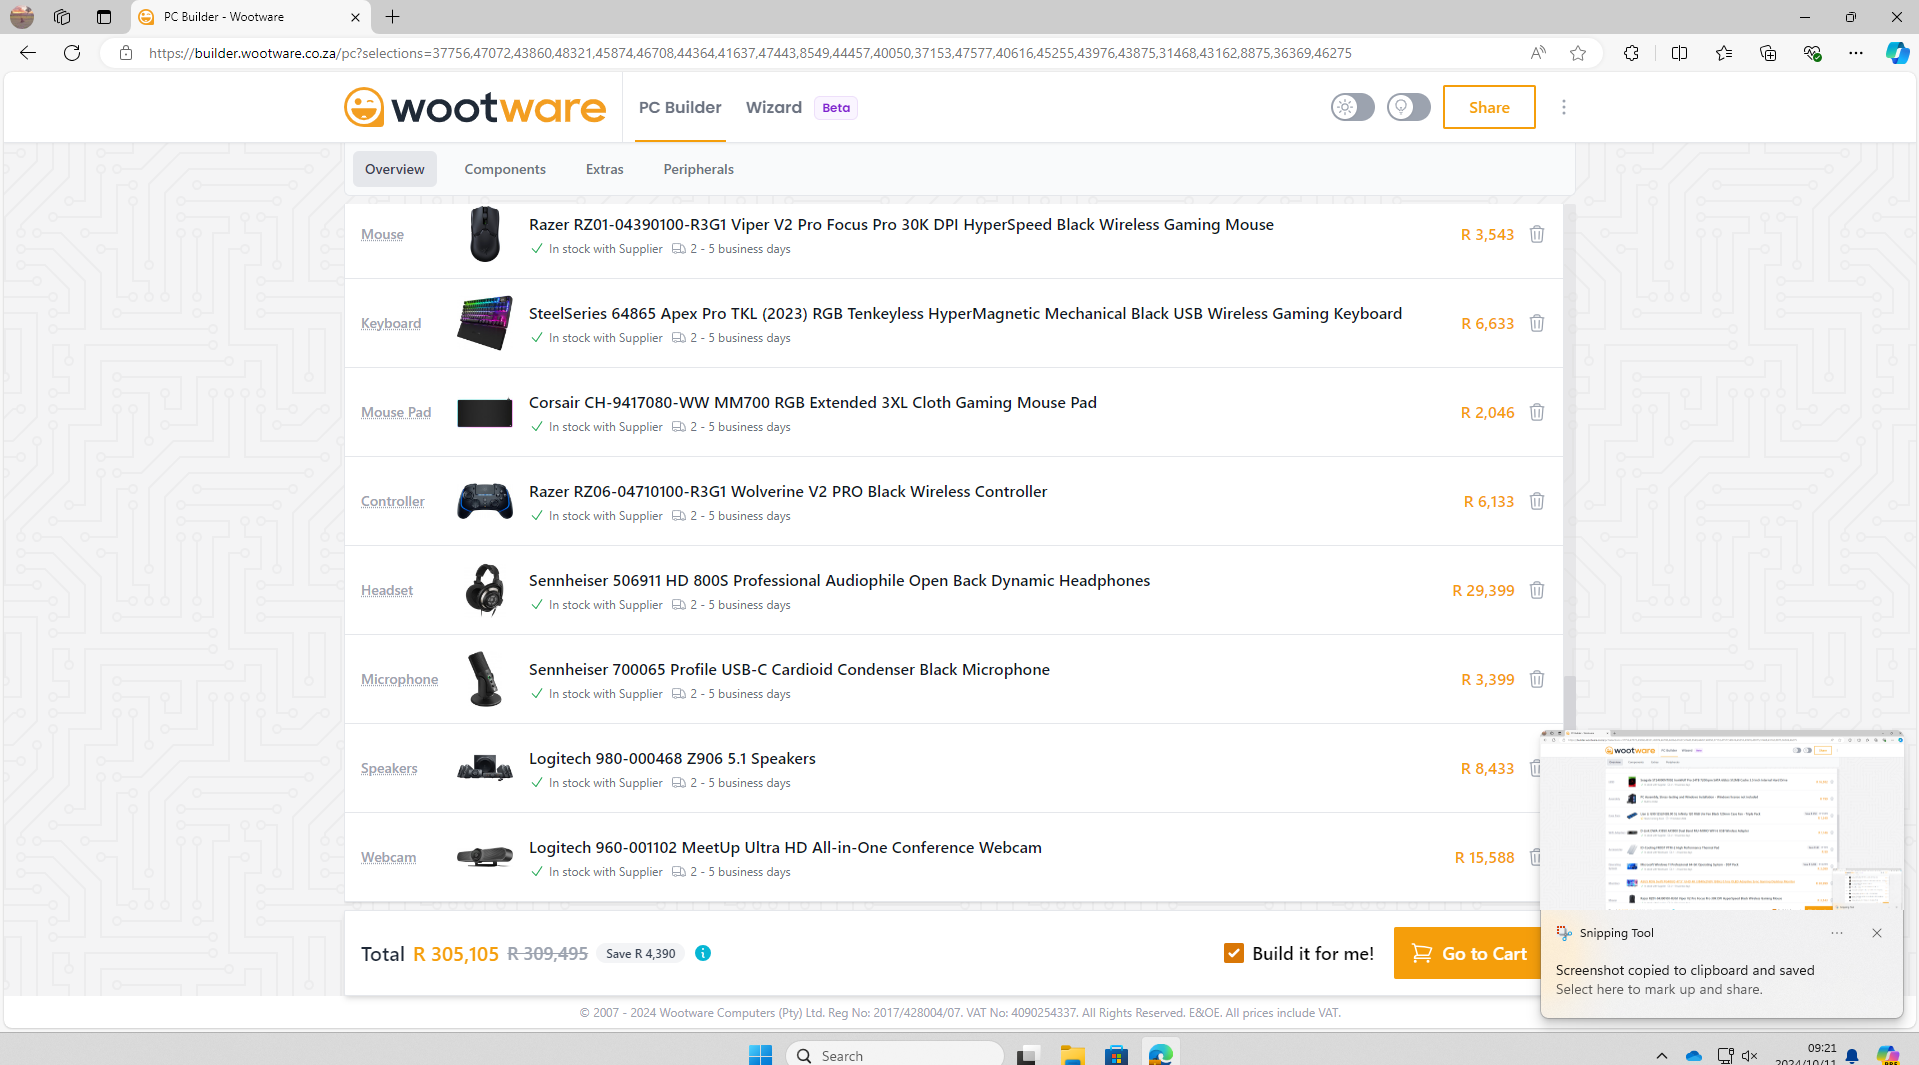 PC Builder - Wootware
https://builder.wootware.co.za/pc?selections=37756,47072,43860,48321,45874,46708,44364,41637,47443,8549,44457,40050,37153,47577,40616,45255,43976,43875,31468,43162,8875,36369,46275
wootware
PC Builder
Wizard
Beta
Share
Overview
Components
Extras
Peripherals
Mouse
Razer RZ01-04390100-R3G1 Viper V2 Pro Focus Pro 30K DPI HyperSpeed Black Wireless Gaming Mouse
In stock with Supplier 2 - 5 business days
R 3,543
Keyboard
SteelSeries 64865 Apex Pro TKL (2023) RGB Tenkeyless HyperMagnetic Mechanical Black USB Wireless Gaming Keyboard
In stock with Supplier 2 - 5 business days
R 6,633
Mouse Pad
Corsair CH-9417080-WW MM700 RGB Extended 3XL Cloth Gaming Mouse Pad
In stock with Supplier 2 - 5 business days
R 2,046
Controller
Razer RZ06-04710100-R3G1 Wolverine V2 PRO Black Wireless Controller
In stock with Supplier 2 - 5 business days
R 6,133
Headset
Sennheiser 506911 HD 800S Professional Audiophile Open Back Dynamic Headphones
In stock with Supplier 2 - 5 business days
R 29,399
Microphone
Sennheiser 700065 Profile USB-C Cardioid Condenser Black Microphone
In stock with Supplier 2 - 5 business days
R 3,399
Speakers
Logitech 980-000468 Z906 5.1 Speakers
In stock with Supplier 2 - 5 business days
R 8,433
Webcam
Logitech 960-001102 MeetUp Ultra HD All-in-One Conference Webcam
In stock with Supplier 2 - 5 business days
R 15,588
Total R 305,105 R 309,495 Save R 4,390
Build it for me!
Go to Cart
wootware
Snipping Tool
Screenshot copied to clipboard and saved
Select here to mark up and share.
© 2007 - 2024 Wootware Computers (Pty) Ltd. Reg No: 2017/428004/07. VAT No: 4090254337. All Rights Reserved. E&OE. All prices include VAT.
Search
09:21
2024/10/11